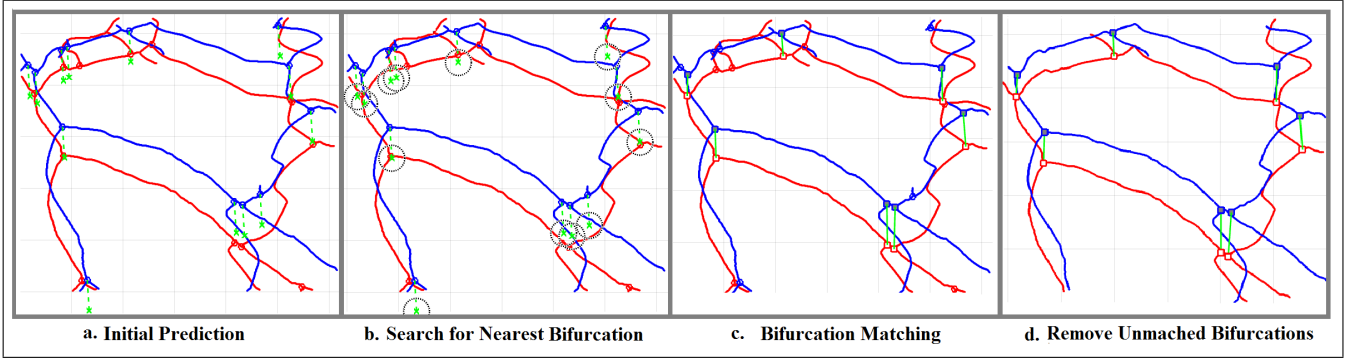 a. Initial Prediction
b. Search for Nearest Bifurcation
c. Bifurcation Matching
d. Remove Unmached Bifurcations